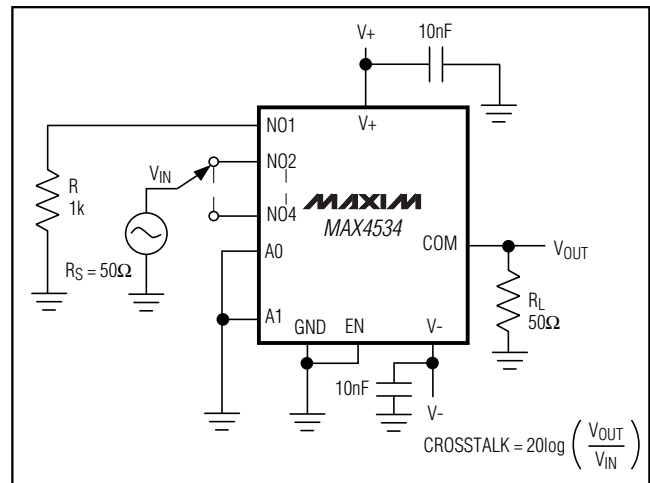 V+
10nF
NO1
V+
NO2
VIN
R
1k
NO4
MAXIM
MAX4534
COM
VOUT
A0
RS = 50Ω
RL
50Ω
A1
GND
EN
V-
10nF
V-
CROSSTALK = 20log (VOUT/VIN)